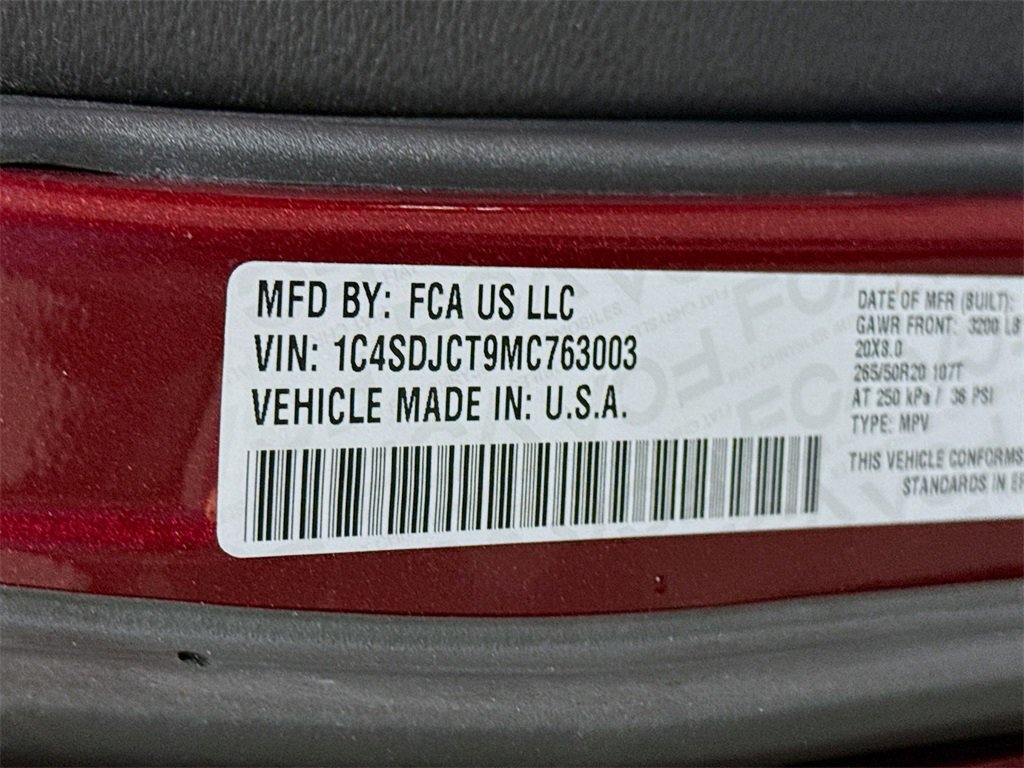 MFD BY: FCA US LLC
VIN: 1C4SDJCT9MC763003
VEHICLE MADE IN: U.S.A.
DATE OF MFR (BUILT):
GAWR FRONT: 3200 LB
20X8.0
265/50R20 107T
AT 250 kPa / 36 PSI
TYPE: MPV
THIS VEHICLE CONFORMS
STANDARDS IN